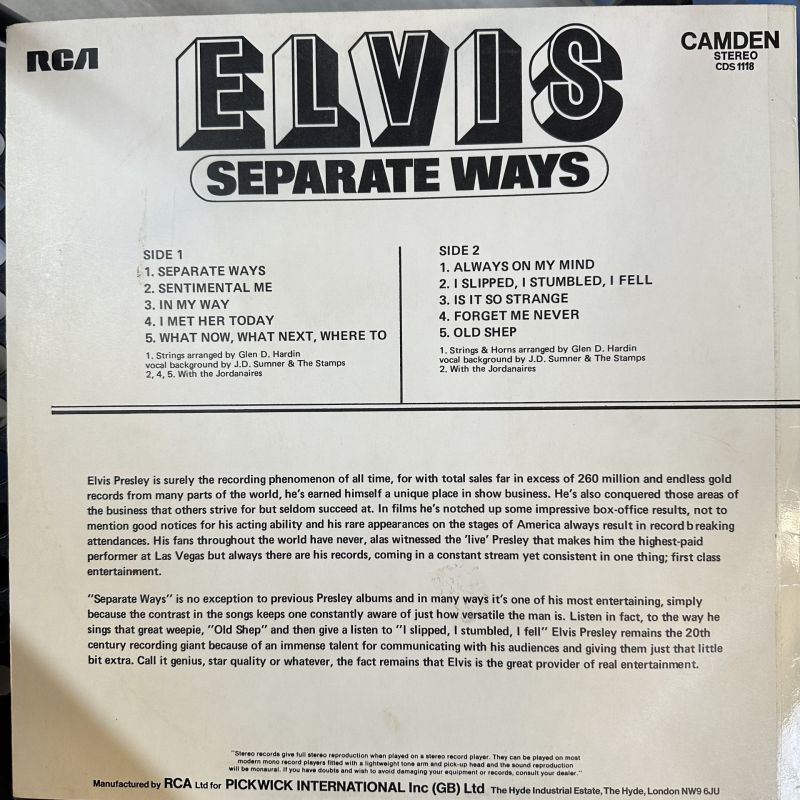 RCA
ELVIS
CAMDEN
STEREO
CDS 1118
SEPARATE WAYS
SIDE 1
1. SEPARATE WAYS
2. SENTIMENTAL ME
3. IN MY WAY
4. I MET HER TODAY
5. WHAT NOW, WHAT NEXT, WHERE TO
1. Strings arranged by Glen D. Hardin
vocal background by J.D. Sumner & The Stamps
2, 4, 5. With the Jordanaires
SIDE 2
1. ALWAYS ON MY MIND
2. I SLIPPED, I STUMBLED, I FELL
3. IS IT SO STRANGE
4. FORGET ME NEVER
5. OLD SHEP
1. Strings & Horns arranged by Glen D. Hardin
vocal background by J.D. Sumner & The Stamps
2. With the Jordanaires
Elvis Presley is surely the recording phenomenon of all time, for with total sales far in excess of 260 million and endless gold
records from many parts of the world, he's earned himself a unique place in show business. He's also conquered those areas of
the business that others strive for but seldom succeed at. In films he's notched up some impressive box-office results, not to
mention good notices for his acting ability and his rare appearances on the stages of America always result in record b reaking
attendances. His fans throughout the world have never, alas witnessed the 'live' Presley that makes him the highest-paid
performer at Las Vegas but always there are his records, coming in a constant stream yet consistent in one thing; first class
entertainment.
"Separate Ways" is no exception to previous Presley albums and in many ways it's one of his most entertaining, simply
because the contrast in the songs keeps one constantly aware of just how versatile the man is. Listen in fact, to the way he
sings that great weepie, "Old Shep" and then give a listen to "I slipped, I stumbled, I fell" Elvis Presley remains the 20th
century recording giant because of an immense talent for communicating with his audiences and giving them just that little
bit extra. Call it genius, star quality or whatever, the fact remains that Elvis is the great provider of real entertainment.
"Stereo records give full stereo reproduction when played on a stereo record player. They can be played on most
modern mono record players fitted with a lightweight tone arm and pick-up head and the sound reproduction
will be monaural. If you have doubts and wish to avoid damaging your equipment or records, consult your dealer."
Manufactured by RCA Ltd for PICKWICK INTERNATIONAL Inc (GB) Ltd The Hyde Industrial Estate, The Hyde, London NW9 6JU